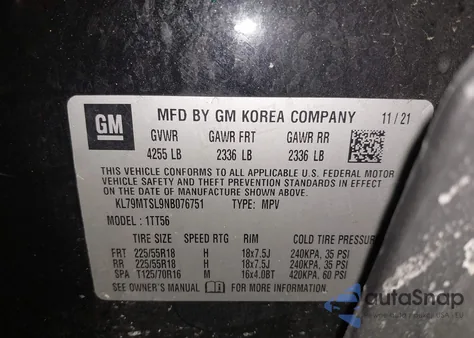 GM
MFD BY GM KOREA COMPANY 11 / 21
GVWR GAWR FRT GAWR RR
4255 LB 2336 LB 2336 LB
THIS VEHICLE CONFORMS TO ALL APPLICABLE U.S. FEDERAL MOTOR
VEHICLE SAFETY AND THEFT PREVENTION STANDARDS IN EFFECT
ON THE DATE OF MANUFACTURE SHOWN ABOVE.
KL79MTSL9NB076751 TYPE: MPV
MODEL : 1TT56
TIRE SIZE SPEED RTG RIM COLD TIRE
FRT 225/55R18 H 18x7.5J 240KPA, 35 PSI
RR 225/55R18 H 18x7.5J 240KPA, 35 PSI
SPA T125/70R16 M 16x4.0BT 420KPA, 60 PSI
SEE OWNER'S MANUAL FOR MORE INFORMATION.
autaSnap